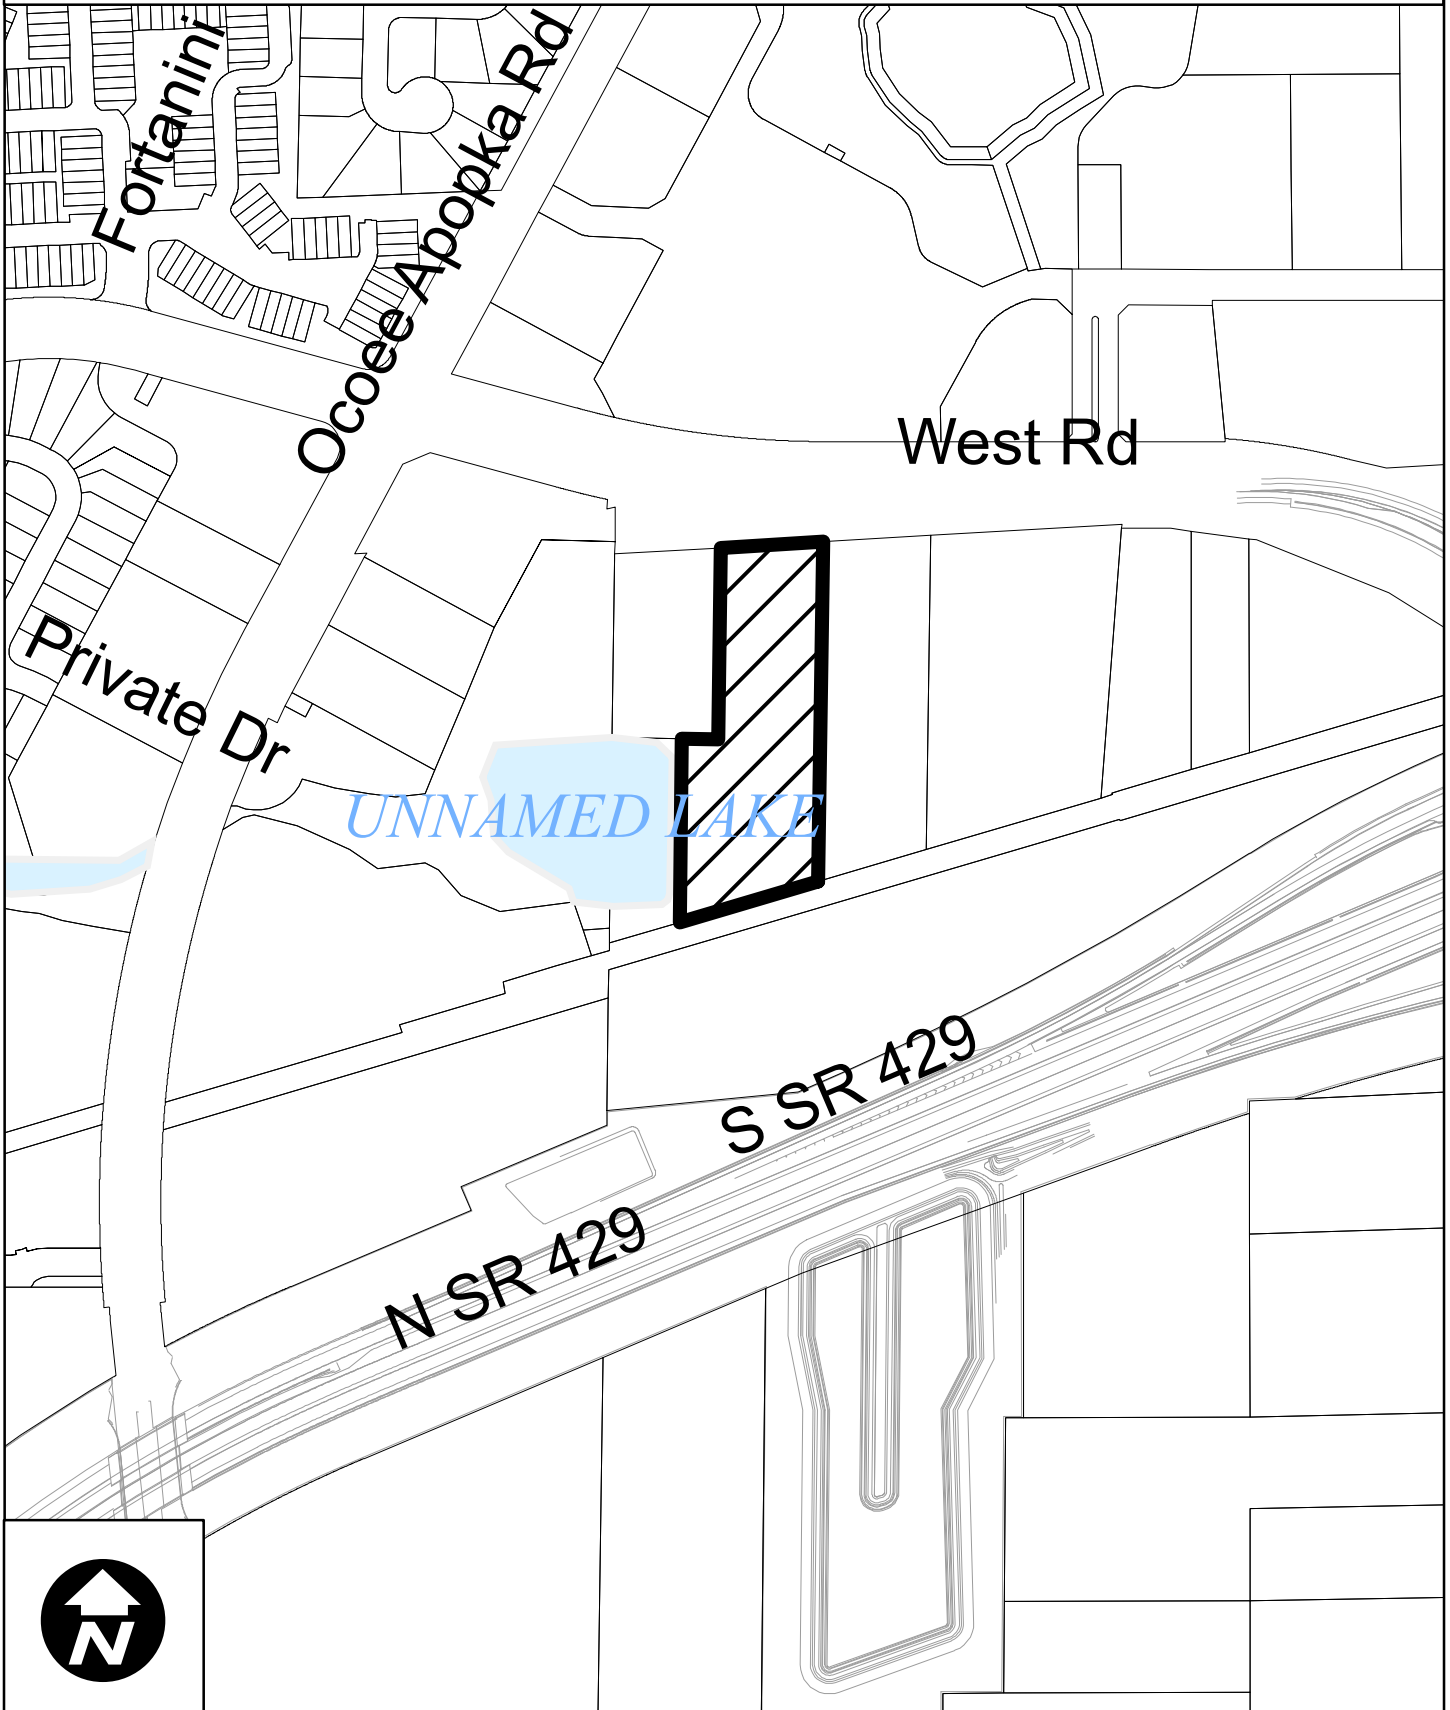 Fortanini
Ocoee Apopka Rd
West Rd
Private Dr
UNNAMED LAKE
S SR 429
N SR 429
N